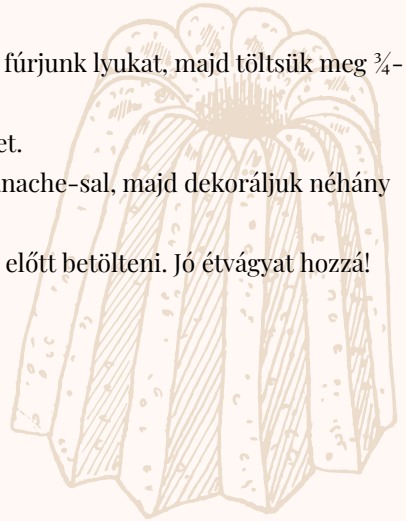 fúrjunk lyukat, majd töltsük meg ¾-
et.
nache-sal, majd dekoráljuk néhány
előtt betölteni. Jó étvágyat hozzá!